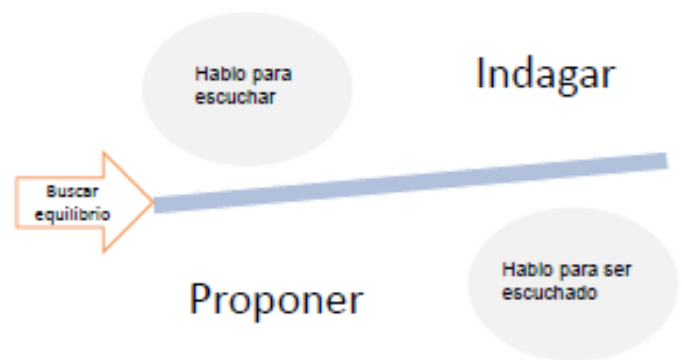 Hablo para
escuchar
Indagar
Buscar
equilibrio
Proponer
Hablo para ser
escuchado